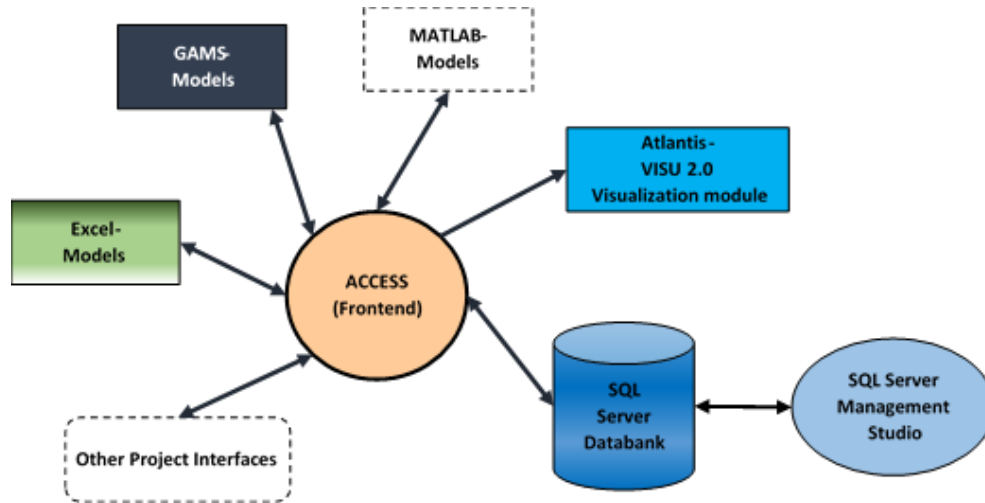 GAMS-
Models
MATLAB-
Models
Atlantis-
VISU 2.0
Visualization module
Excel-
Models
ACCESS
(Frontend)
SQL
Server
Databank
SQL Server
Management
Studio
Other Project Interfaces